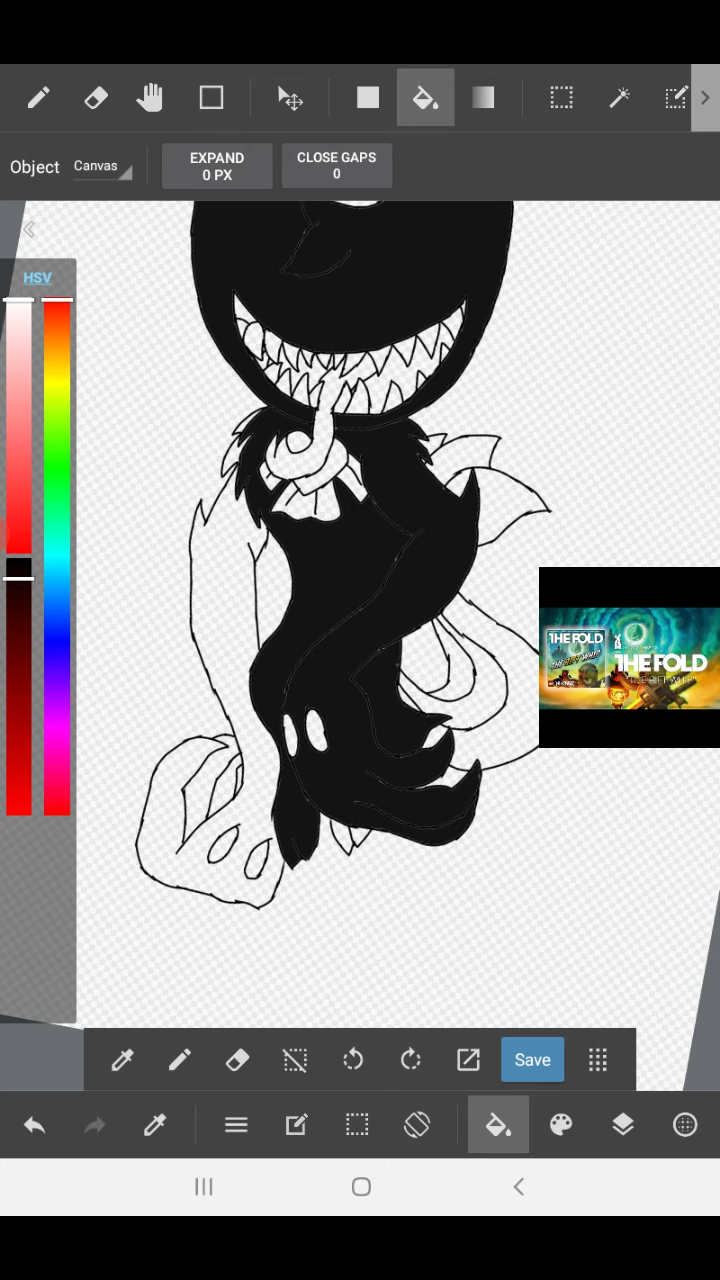 Object
Canvas
EXPAND
0 PX
CLOSE GAPS
0
HSV
THE FOLD
THE FOLD
Save